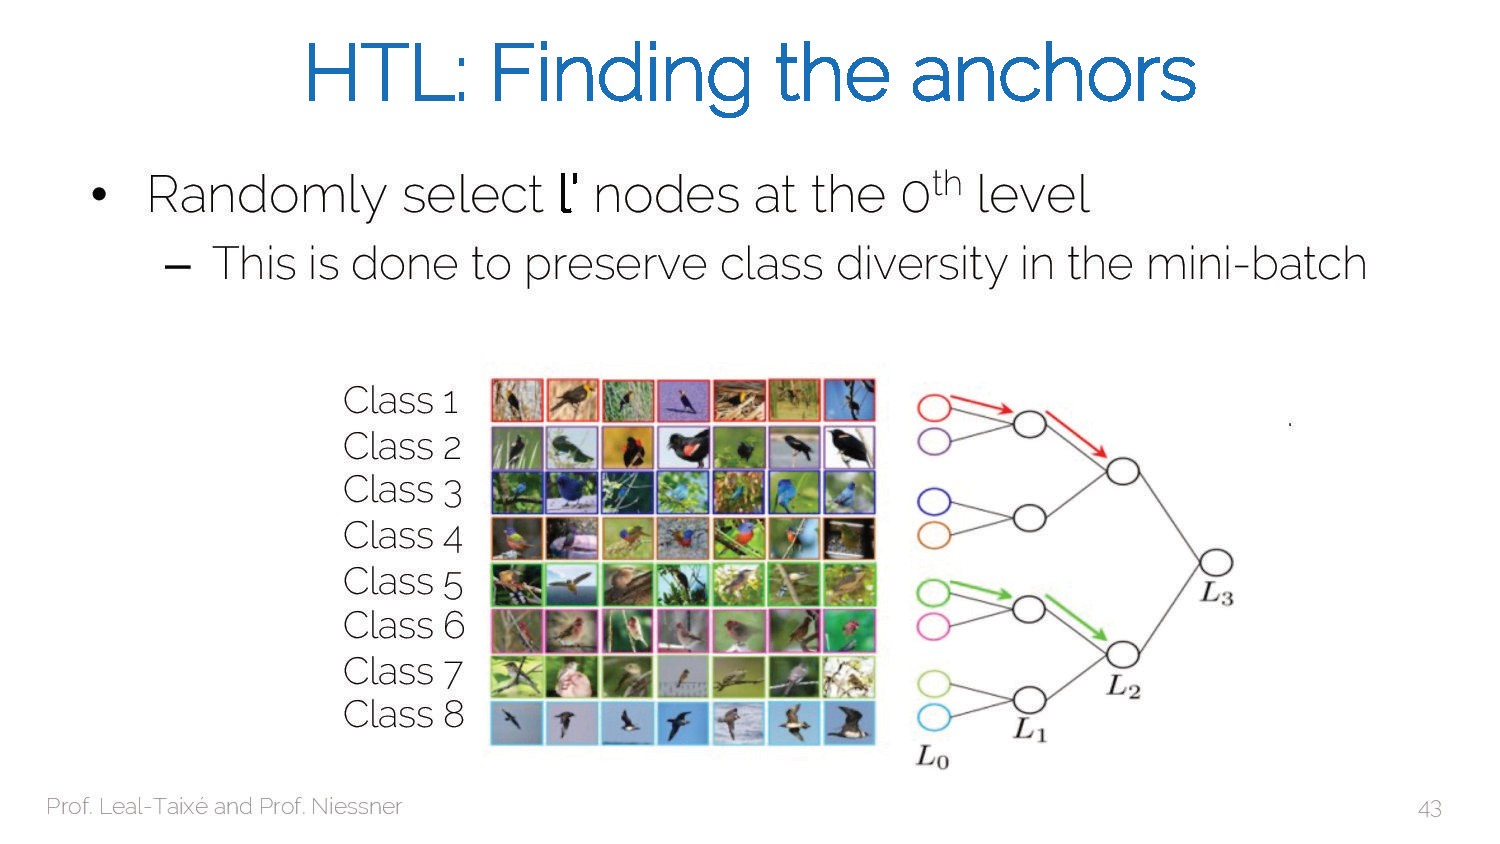 HTL: Finding the anchors
• Randomly select l' nodes at the 0th level
– This is done to preserve class diversity in the mini-batch
Class 1
Class 2
Class 3
Class 4
Class 5
Class 6
Class 7
Class 8
L3
L2
L1
L0
Prof. Leal-Taixé and Prof. Niessner
43